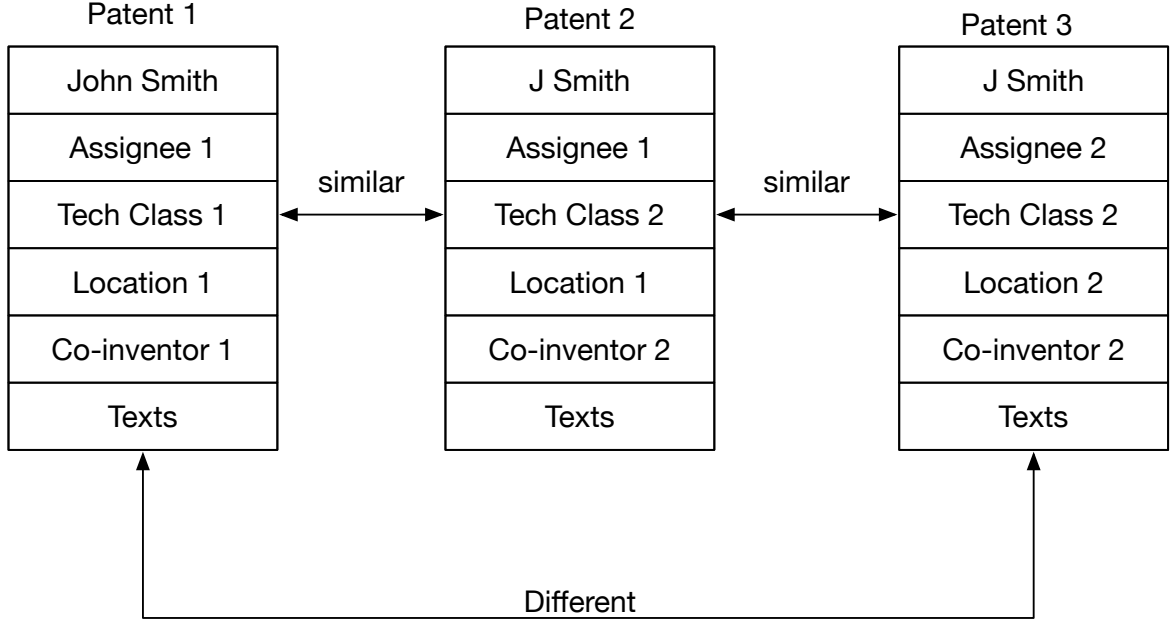 Patent 1
John Smith
Assignee 1
Tech Class 1
Location 1
Co-inventor 1
Texts
similar
Patent 2
J Smith
Assignee 1
Tech Class 2
Location 1
Co-inventor 2
Texts
similar
Patent 3
J Smith
Assignee 2
Tech Class 2
Location 2
Co-inventor 2
Texts
Different